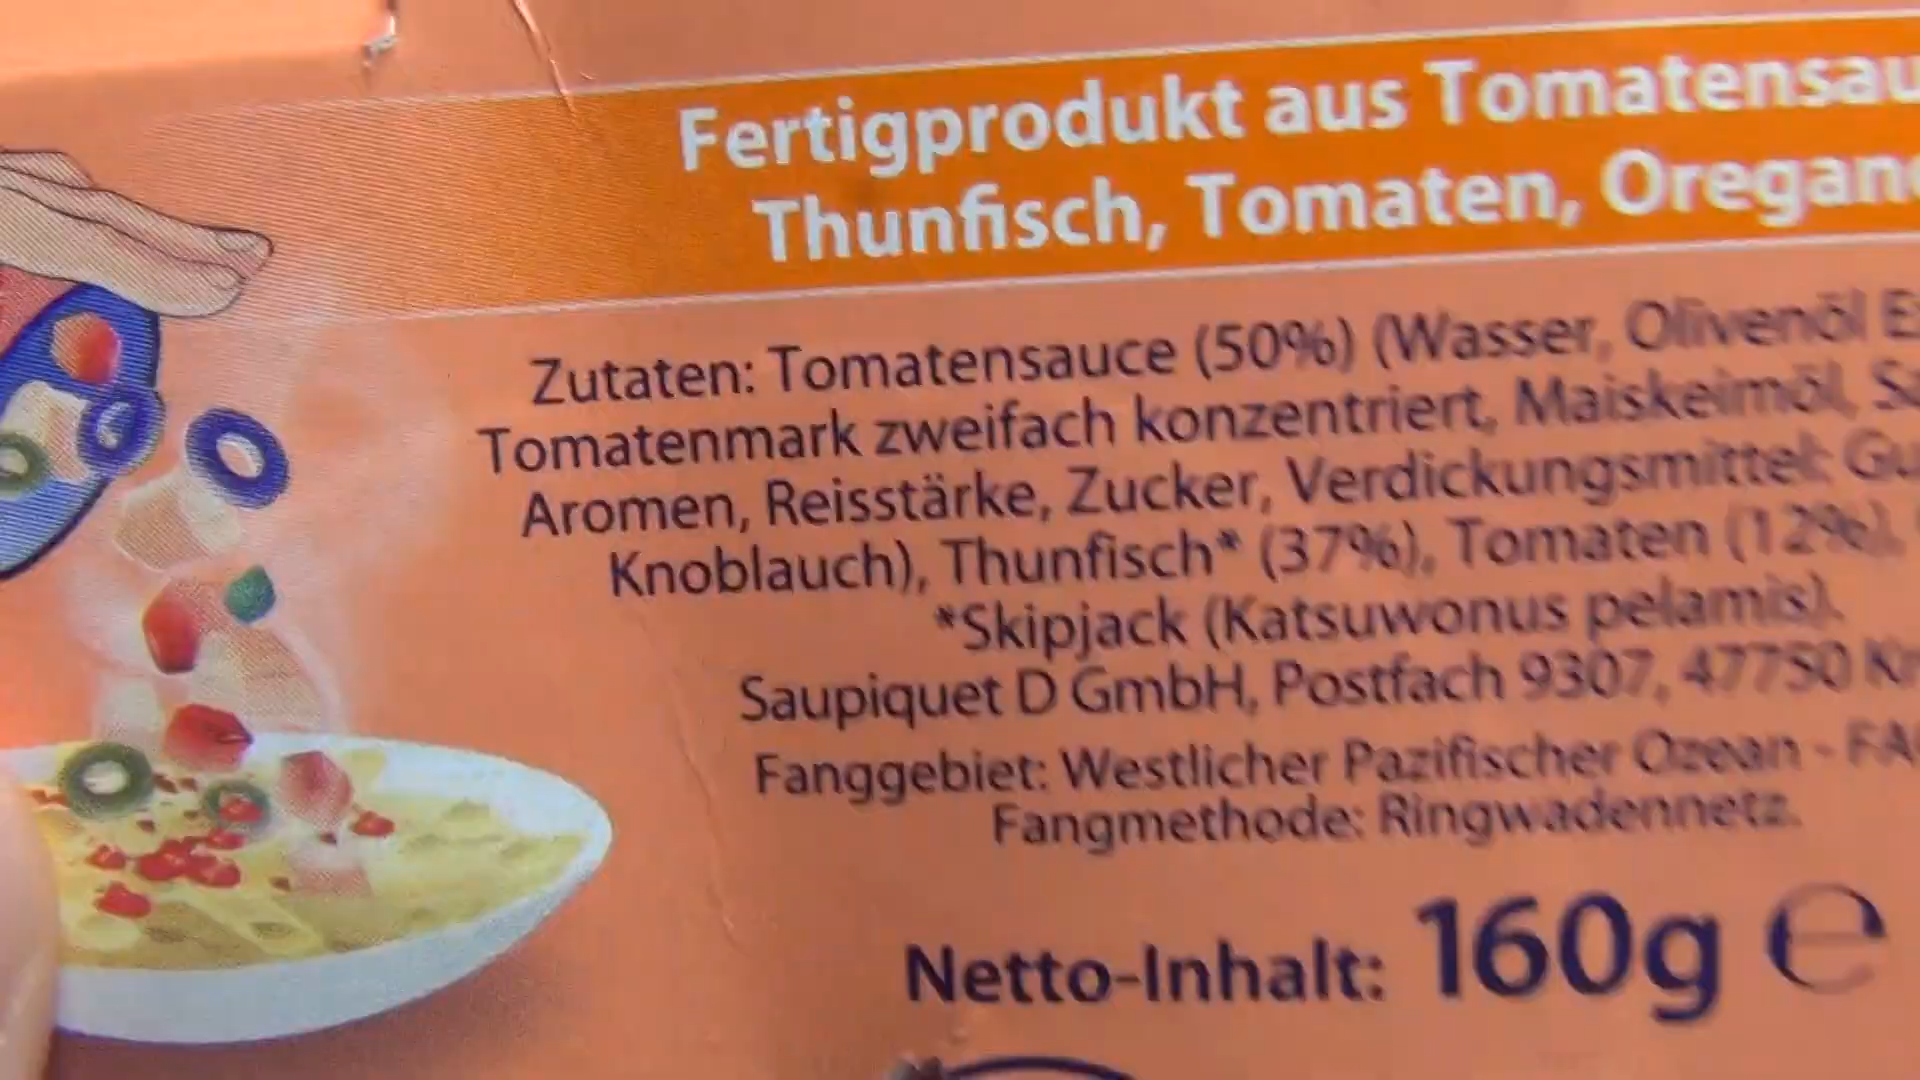 Fertigprodukt aus Tomatensau
Thunfisch, Tomaten, Oregano
Zutaten: Tomatensauce (50%) (Wasser, Olivenöl E
Tomatenmark zweifach konzentriert, Maiskeimöl, Sa
Aromen, Reisstärke, Zucker, Verdickungsmittel: Gu
Knoblauch), Thunfisch* (37%), Tomaten (12%),
*Skipjack (Katsuwonus pelamis).
Saupiquet D GmbH, Postfach 9307, 47750 Kr
Fanggebiet: Westlicher Pazifischer Ozean - FA
Fangmethode: Ringwadennetz.
Netto-Inhalt: 160g ℮